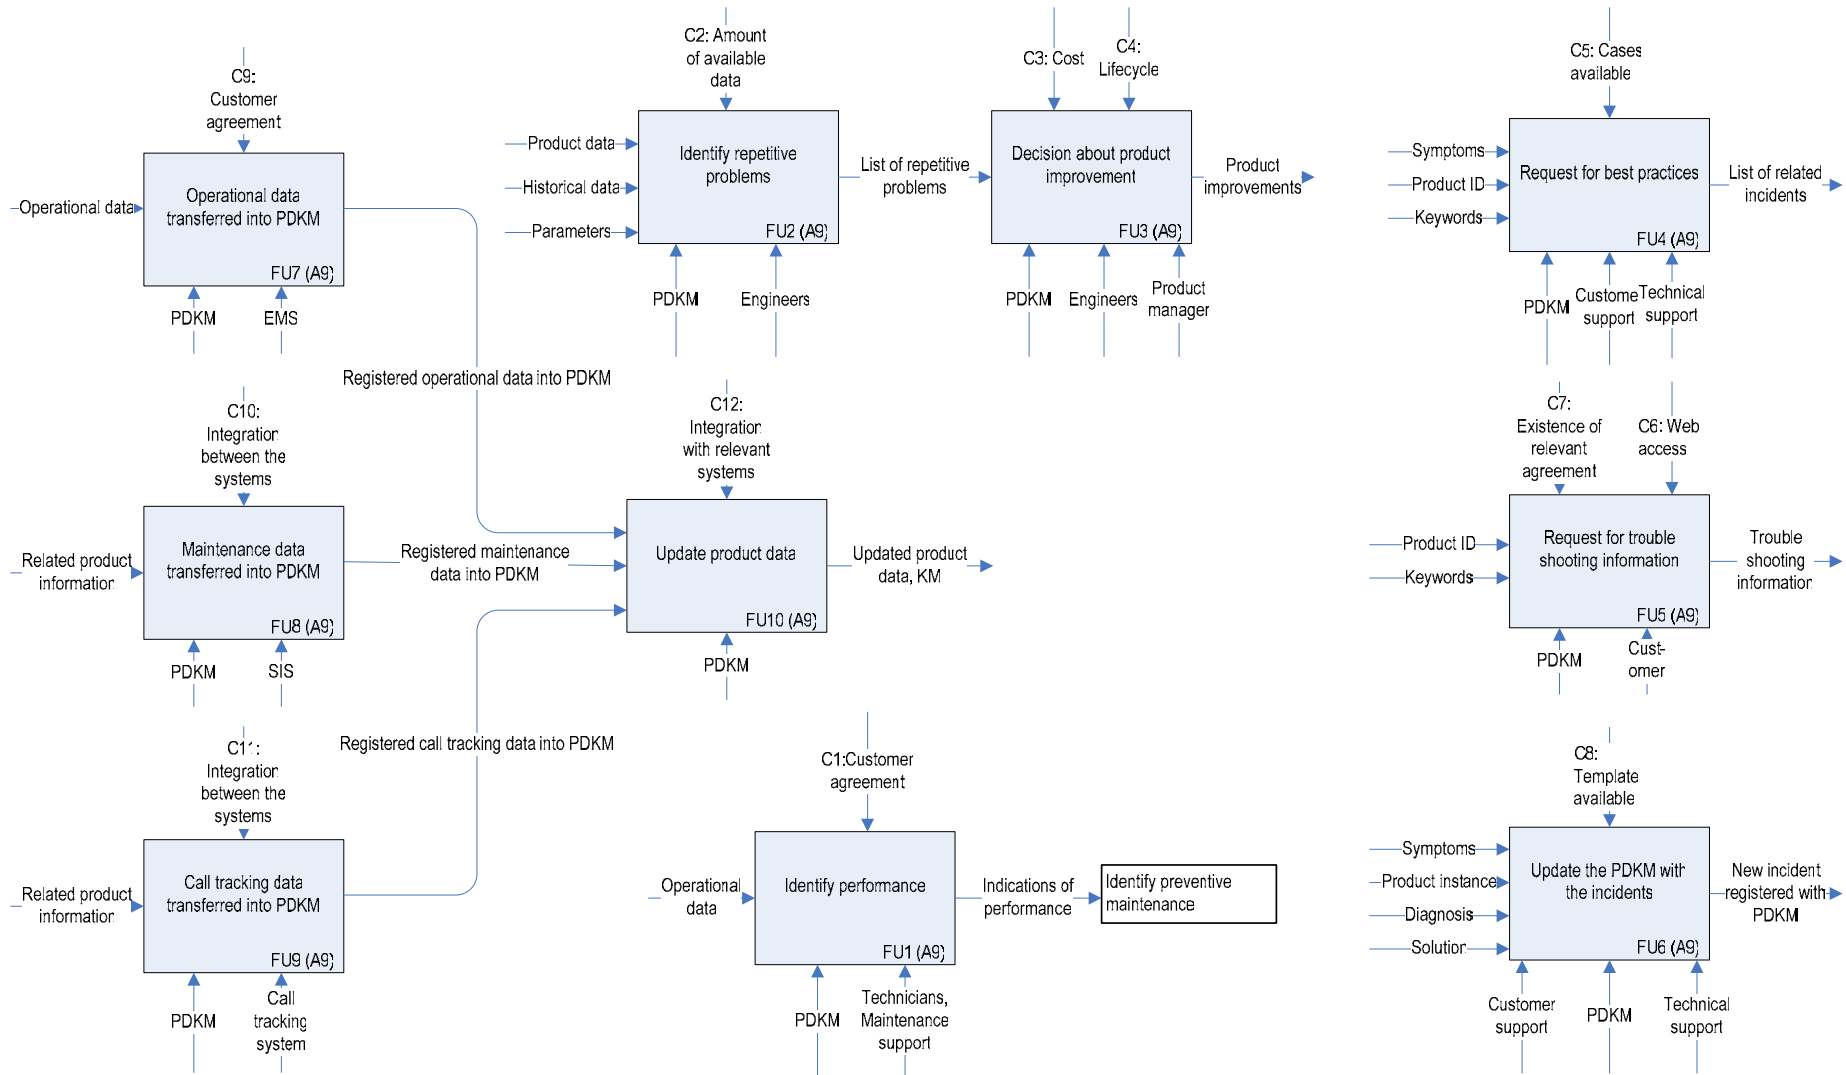 C9:
Customer
agreement
Operational data
Operational data
transferred into PDKM
FU7 (A9)
PDKM
EMS
C2: Amount
of available
data
Product data
Historical data
Parameters
Identify repetitive
problems
FU2 (A9)
PDKM
Engineers
List of repetitive
problems
C3: Cost
C4:
Lifecycle
Decision about product
improvement
FU3 (A9)
PDKM
Engineers
Product
manager
Product
improvements
C5: Cases
available
Symptoms
Product ID
Keywords
Request for best practices
FU4 (A9)
PDKM
Custome
support
Technical
support
List of related
incidents
Registered operational data into PDKM
C10:
Integration
between the
systems
Related product
information
Maintenance data
transferred into PDKM
FU8 (A9)
PDKM
SIS
Registered maintenance
data into PDKM
C12:
Integration
with relevant
systems
Update product data
FU10 (A9)
PDKM
Updated product
data, KM
C7:
Existence of
relevant
agreement
C6: Web
access
Product ID
Keywords
Request for trouble
shooting information
FU5 (A9)
PDKM
Cust-
omer
Trouble
shooting
information
Registered call tracking data into PDKM
C11:
Integration
between the
systems
Related product
information
Call tracking data
transferred into PDKM
FU9 (A9)
PDKM
Call
tracking
system
C1:Customer
agreement
Operational
data
Identify performance
FU1 (A9)
PDKM
Technicians,
Maintenance
support
Indications of
performance
Identify preventive
maintenance
C8:
Template
available
Symptoms
Product instance
Diagnosis
Solution
Update the PDKM with
the incidents
FU6 (A9)
Customer
support
PDKM
Technical
support
New incident
registered with
PDKM